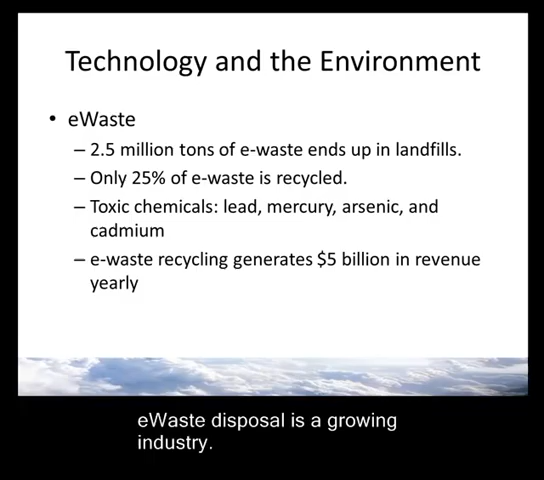 Technology and the Environment
• eWaste
– 2.5 million tons of e-waste ends up in landfills.
– Only 25% of e-waste is recycled.
– Toxic chemicals: lead, mercury, arsenic, and
cadmium
– e-waste recycling generates $5 billion in revenue
yearly
eWaste disposal is a growing
industry.